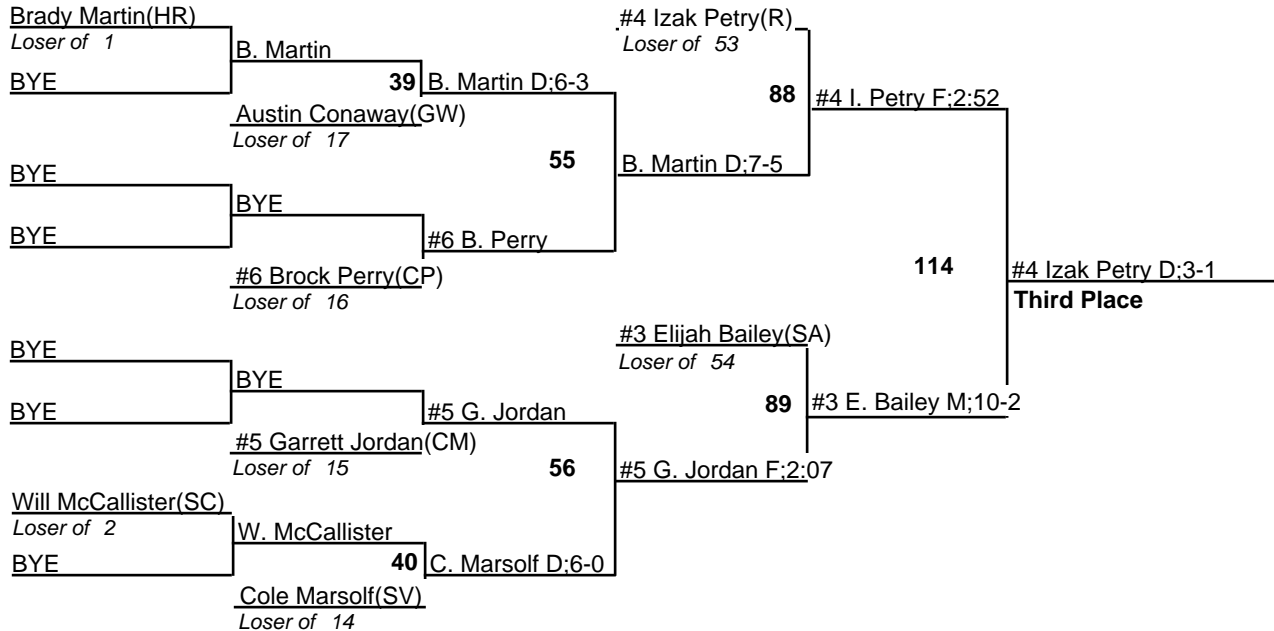 Brady Martin(HR)
Loser of 1
BYE
BYE
BYE
BYE
BYE
Will McCallister(SC)
Loser of 2
BYE
B. Martin
39
Austin Conaway(GW)
Loser of 17
BYE
#6 Brock Perry(CP)
Loser of 16
BYE
#5 Garrett Jordan(CM)
Loser of 15
W. McCallister
40
Cole Marsolf(SV)
Loser of 14
B. Martin D;6-3
55
#6 B. Perry
#5 G. Jordan
56
C. Marsolf D;6-0
#4 Izak Petry(R)
Loser of 53
88
B. Martin D;7-5
#3 Elijah Bailey(SA)
Loser of 54
89
#5 G. Jordan F;2:07
#4 I. Petry F;2:52
114
#3 E. Bailey M;10-2
#4 Izak Petry D;3-1
Third Place